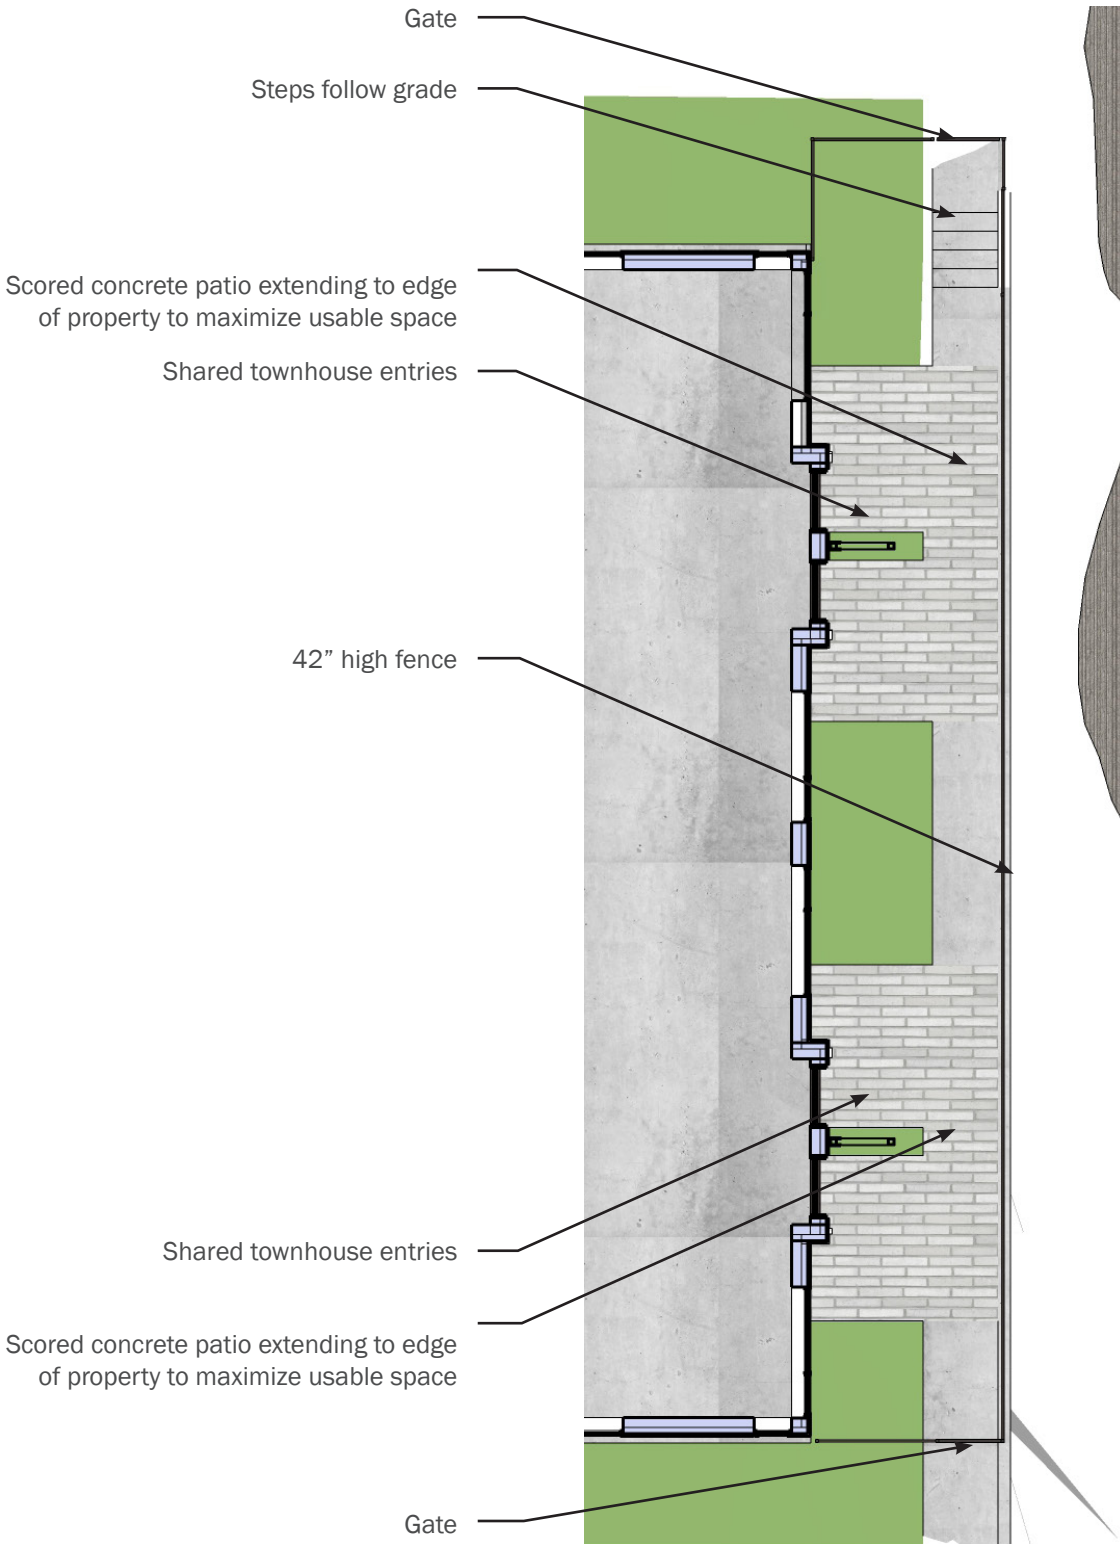 Gate
Steps follow grade
Scored concrete patio extending to edge
of property to maximize usable space
Shared townhouse entries
42” high fence
Shared townhouse entries
Scored concrete patio extending to edge
of property to maximize usable space
Gate